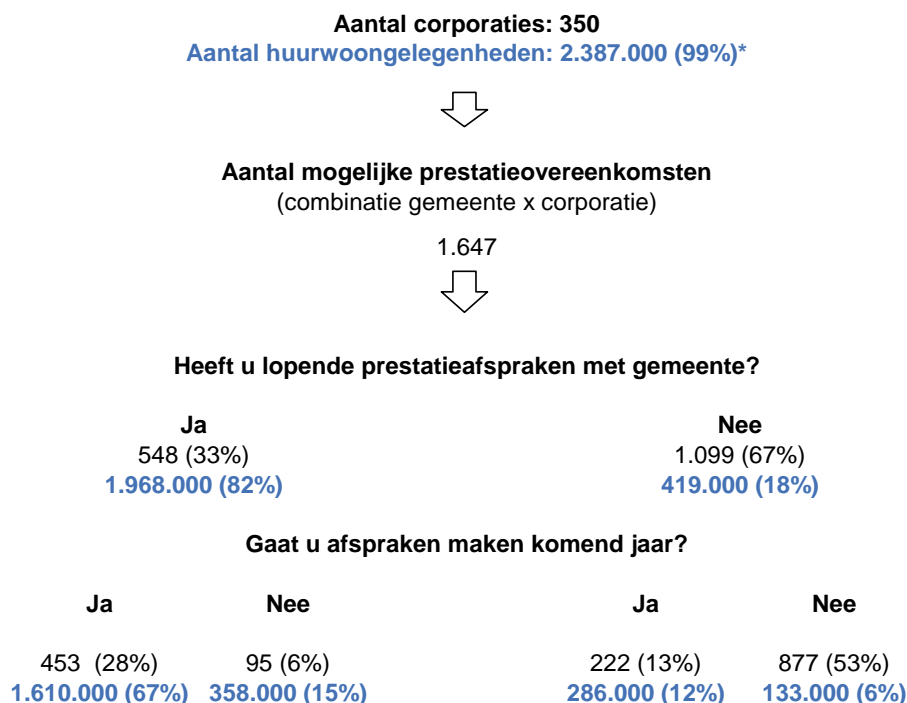 Aantal corporaties: 350
Aantal huurwoongelegenheden: 2.387.000 (99%)*
Aantal mogelijke prestatieovereenkomsten
(combinatie gemeente x corporatie)
1.647
Heeft u lopende prestatieafspraken met gemeente?
Ja Nee
548 (33%) 1.099 (67%)
1.968.000 (82%) 419.000 (18%)
Gaat u afspraken maken komend jaar?
Ja Nee Ja Nee
453 (28%) 95 (6%) 222 (13%) 877 (53%)
1.610.000 (67%) 358.000 (15%) 286.000 (12%) 133.000 (6%)